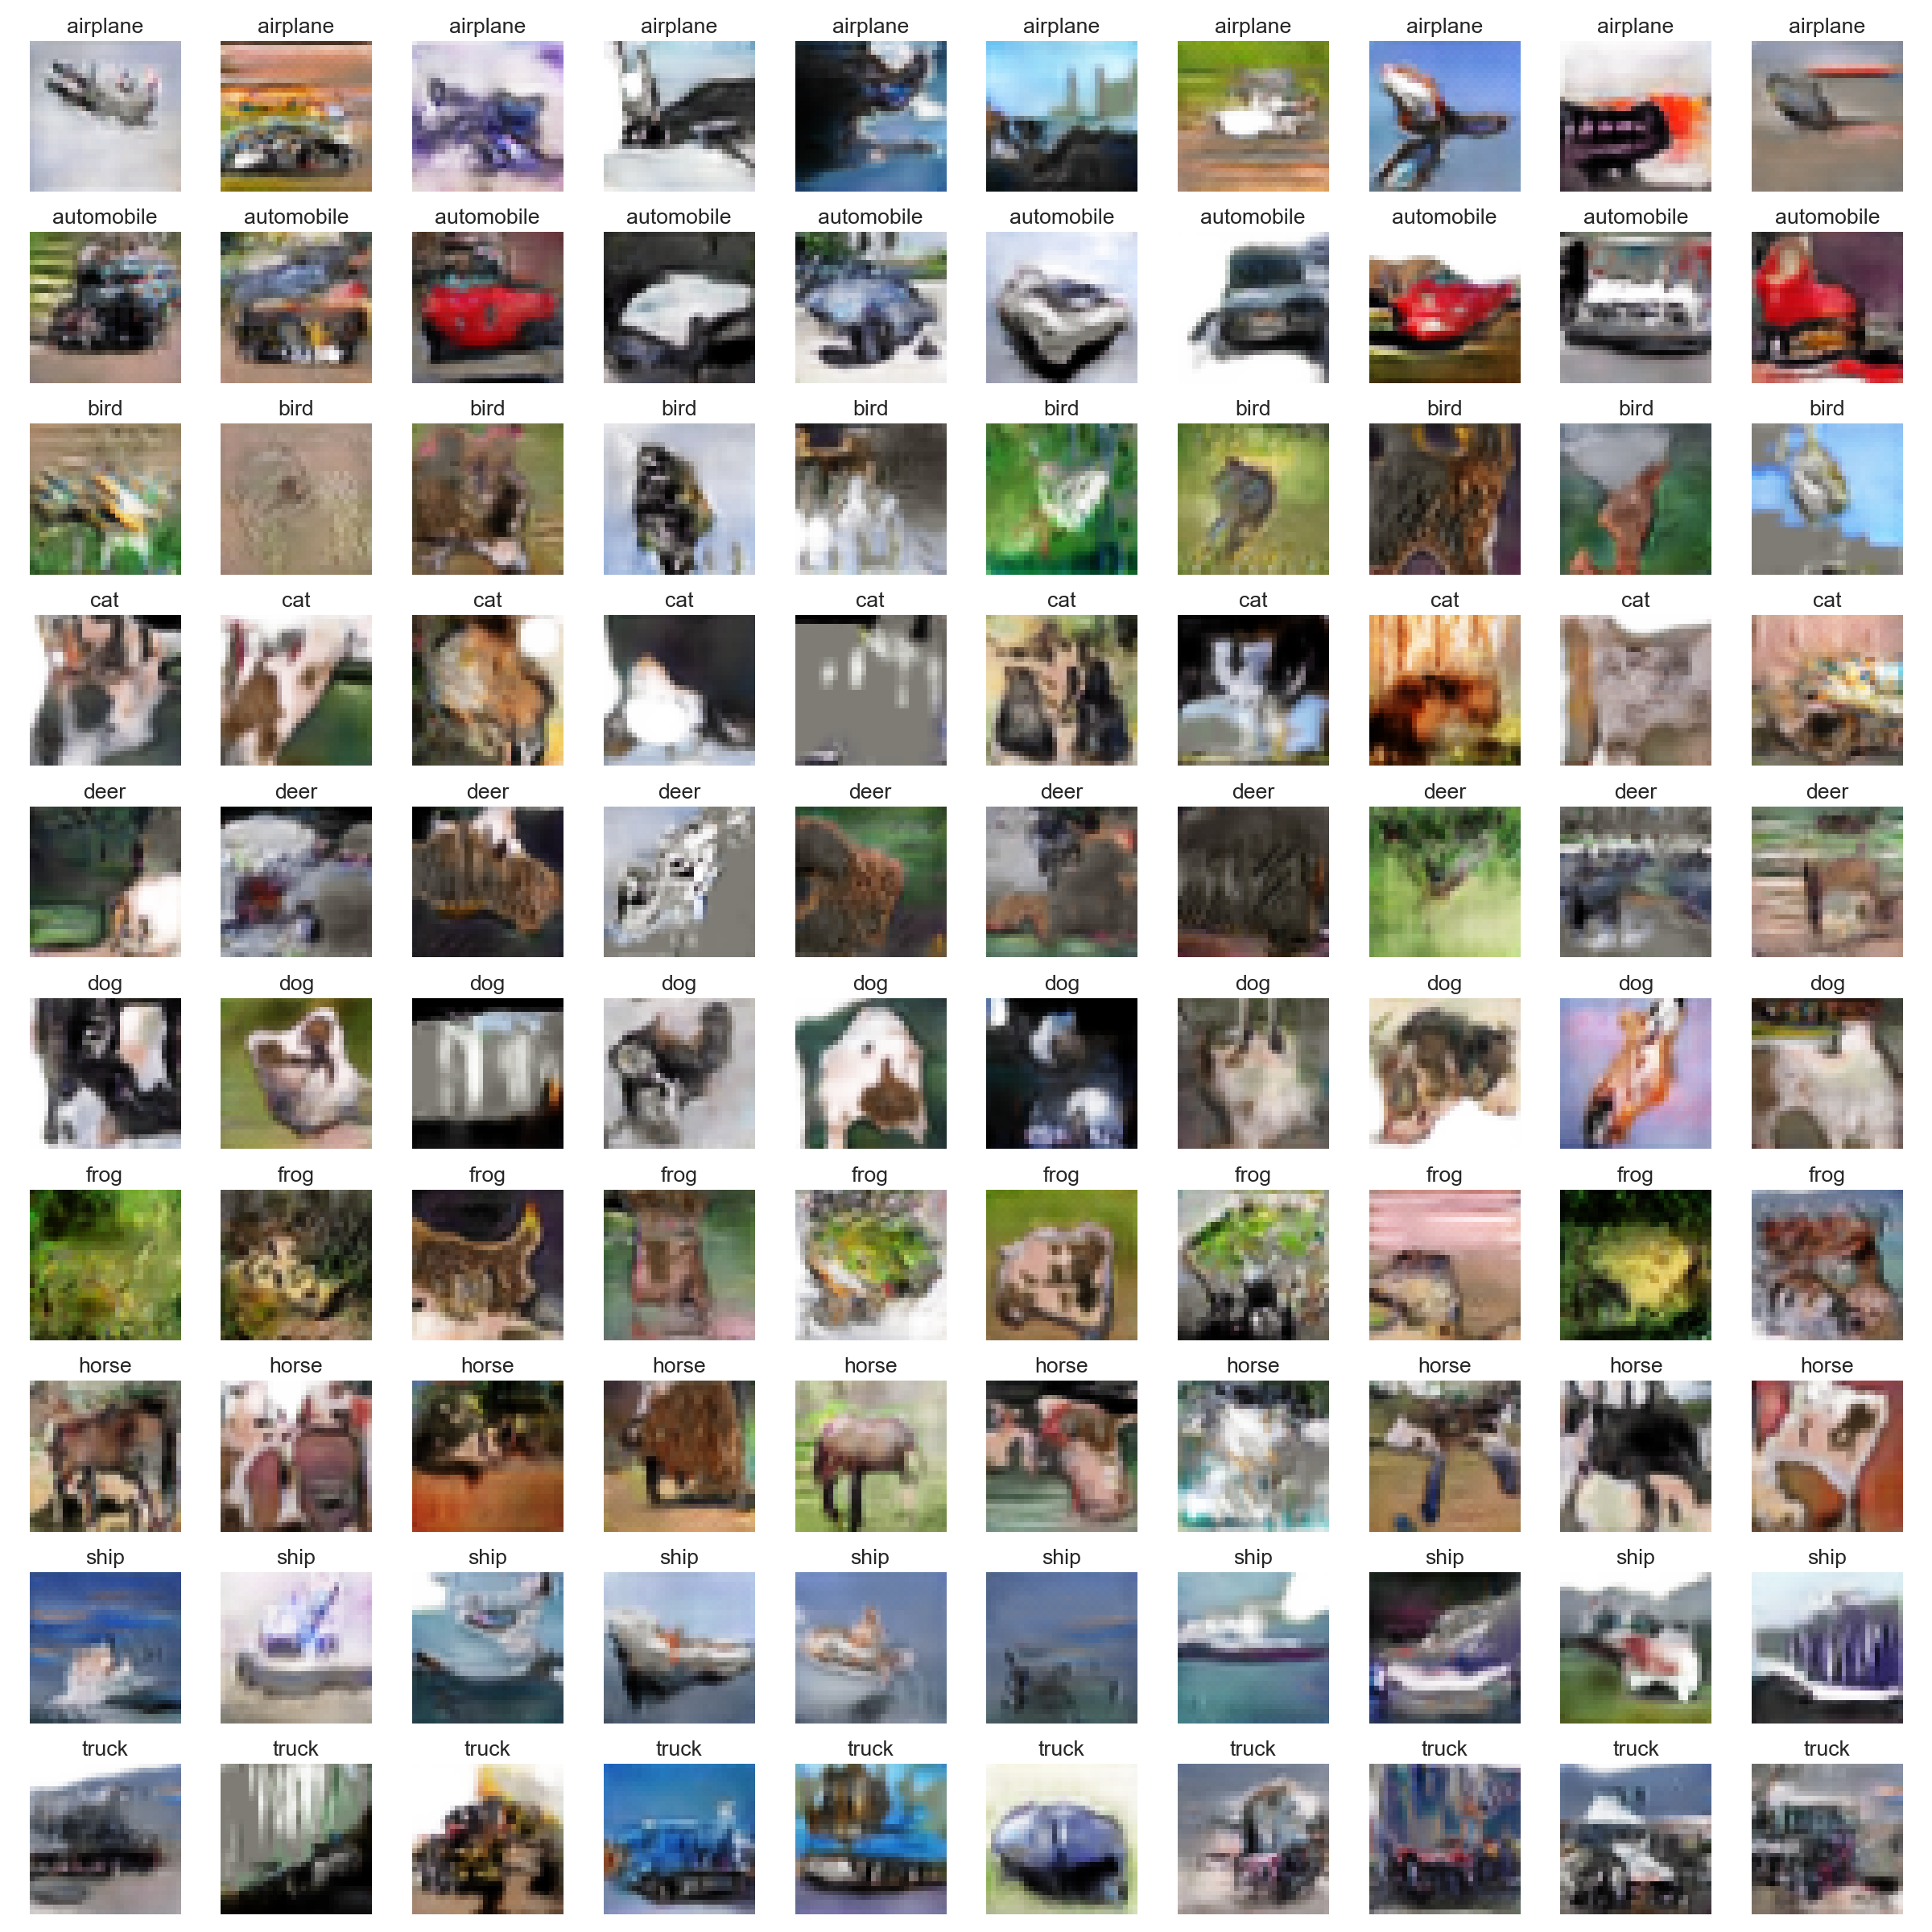 airplane airplane airplane airplane airplane airplane airplane airplane airplane airplane
automobile automobile automobile automobile automobile automobile automobile automobile automobile automobile
bird bird bird bird bird bird bird bird bird bird
cat cat cat cat cat cat cat cat cat cat
deer deer deer deer deer deer deer deer deer deer
dog dog dog dog dog dog dog dog dog dog
frog frog frog frog frog frog frog frog frog frog
horse horse horse horse horse horse horse horse horse horse
ship ship ship ship ship ship ship ship ship ship
truck truck truck truck truck truck truck truck truck truck